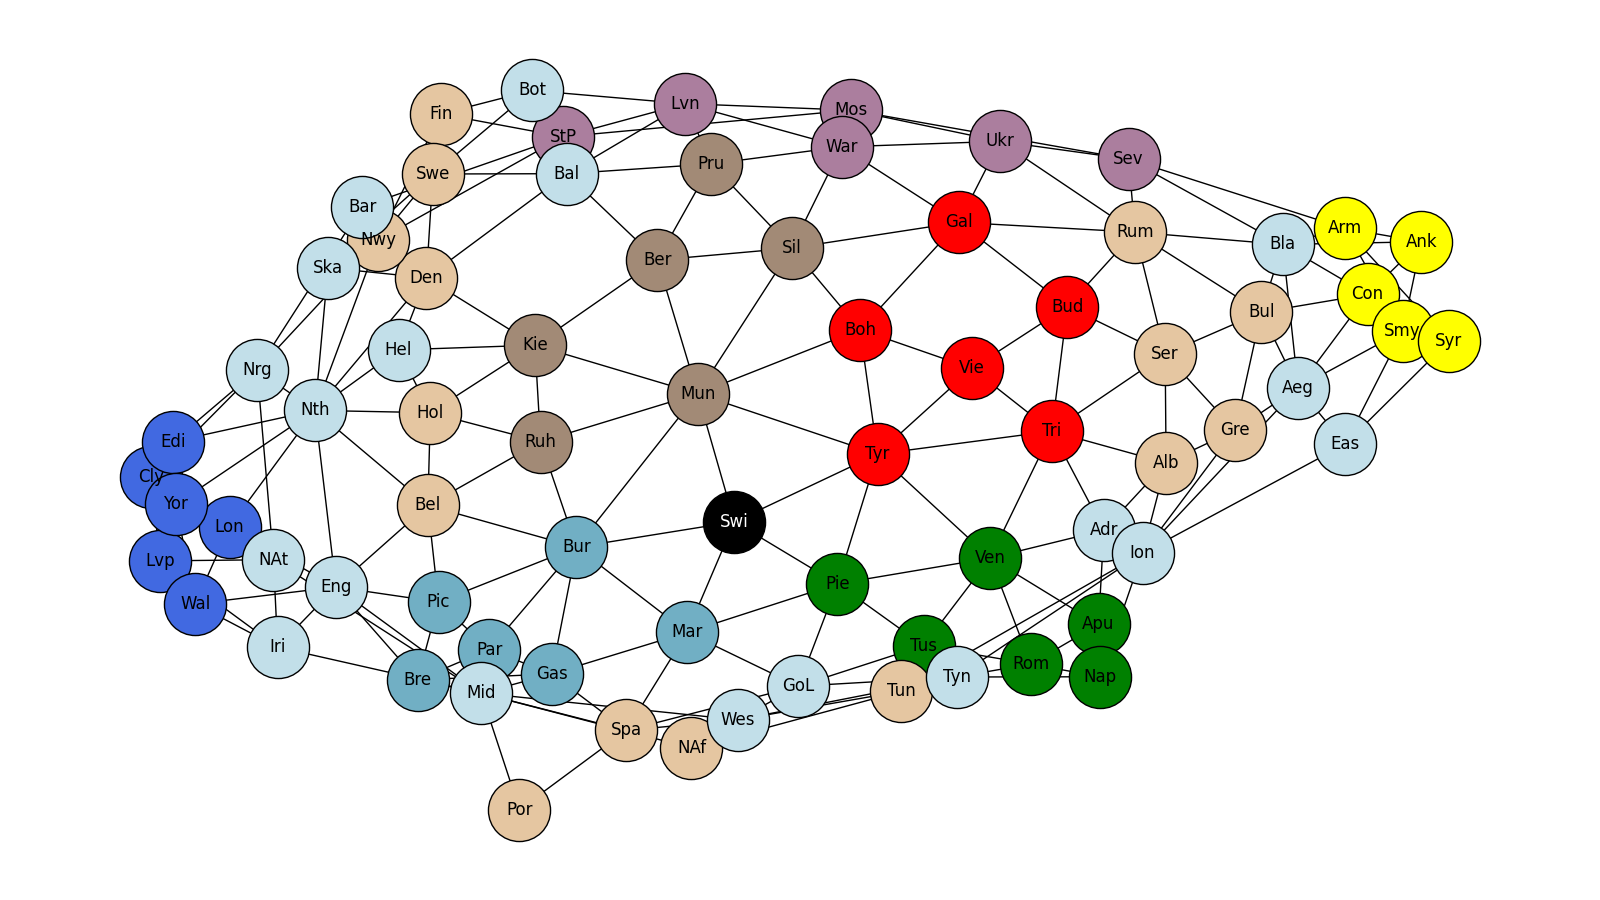 Bot
Lvn
Mos
Fin
StP
War
Ukr
Sev
Pru
Swe
Bal
Bar
Nwy
Gal
Rum
Arm
Ank
Bla
Sil
Ber
Ska
Den
Con
Bud
Bul
Smy
Syr
Boh
Kie
Hel
Ser
Vie
Nrg
Aeg
Mun
Nth
Hol
Gre
Tri
Edi
Ruh
Eas
Tyr
Alb
Cly
Yor
Bel
Swi
Lon
Adr
Bur
Ion
Ven
Lvp
NAt
Pie
Eng
Pic
Wal
Apu
Mar
Iri
Par
Tus
Rom
Gas
Bre
Nap
Tyn
GoL
Tun
Mid
Wes
Spa
NAf
Por